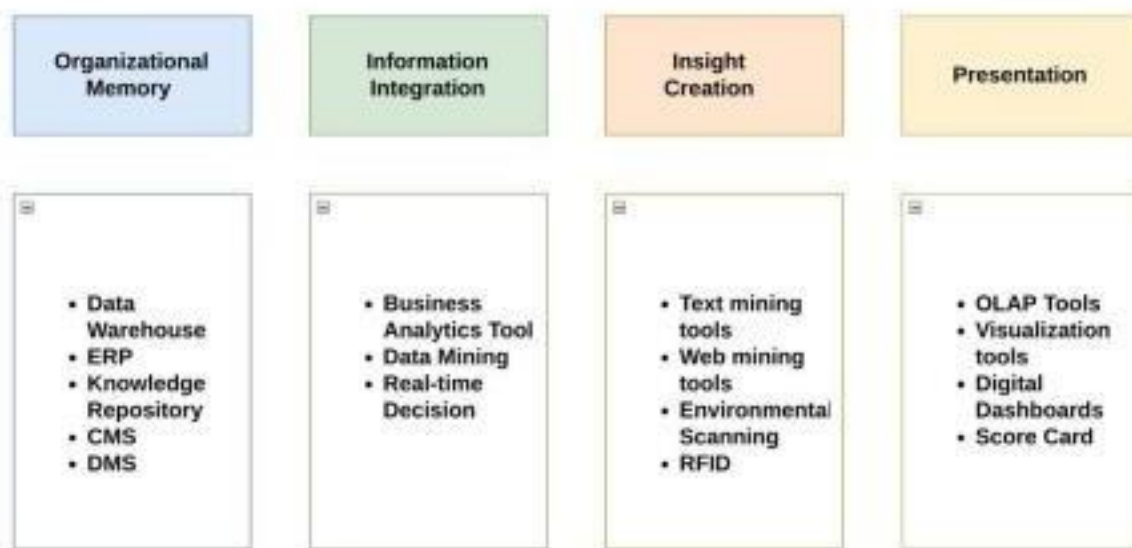 Organizational
Memory
Information
Integration
Insight
Creation
Presentation
• Data
Warehouse
• ERP
• Knowledge
Repository
• CMS
• DMS
• Business
Analytics Tool
• Data Mining
• Real-time
Decision
• Text mining
tools
• Web mining
tools
• Environmental
Scanning
• RFID
• OLAP Tools
• Visualization
tools
• Digital
Dashboards
• Score Card